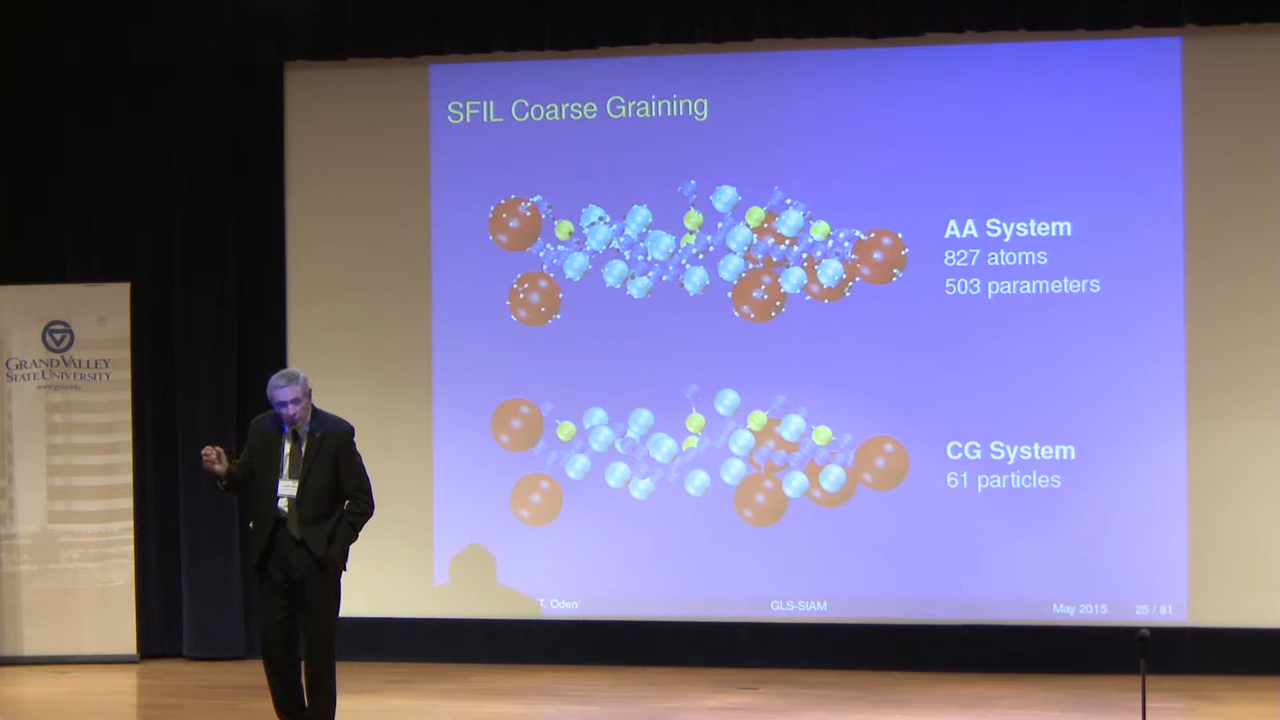 SFIL Coarse Graining
AA System
827 atoms
503 parameters
CG System
61 particles
T. Oden
GLS-SIAM
May 2015
25 / 81
GRAND VALLEY
STATE UNIVERSITY